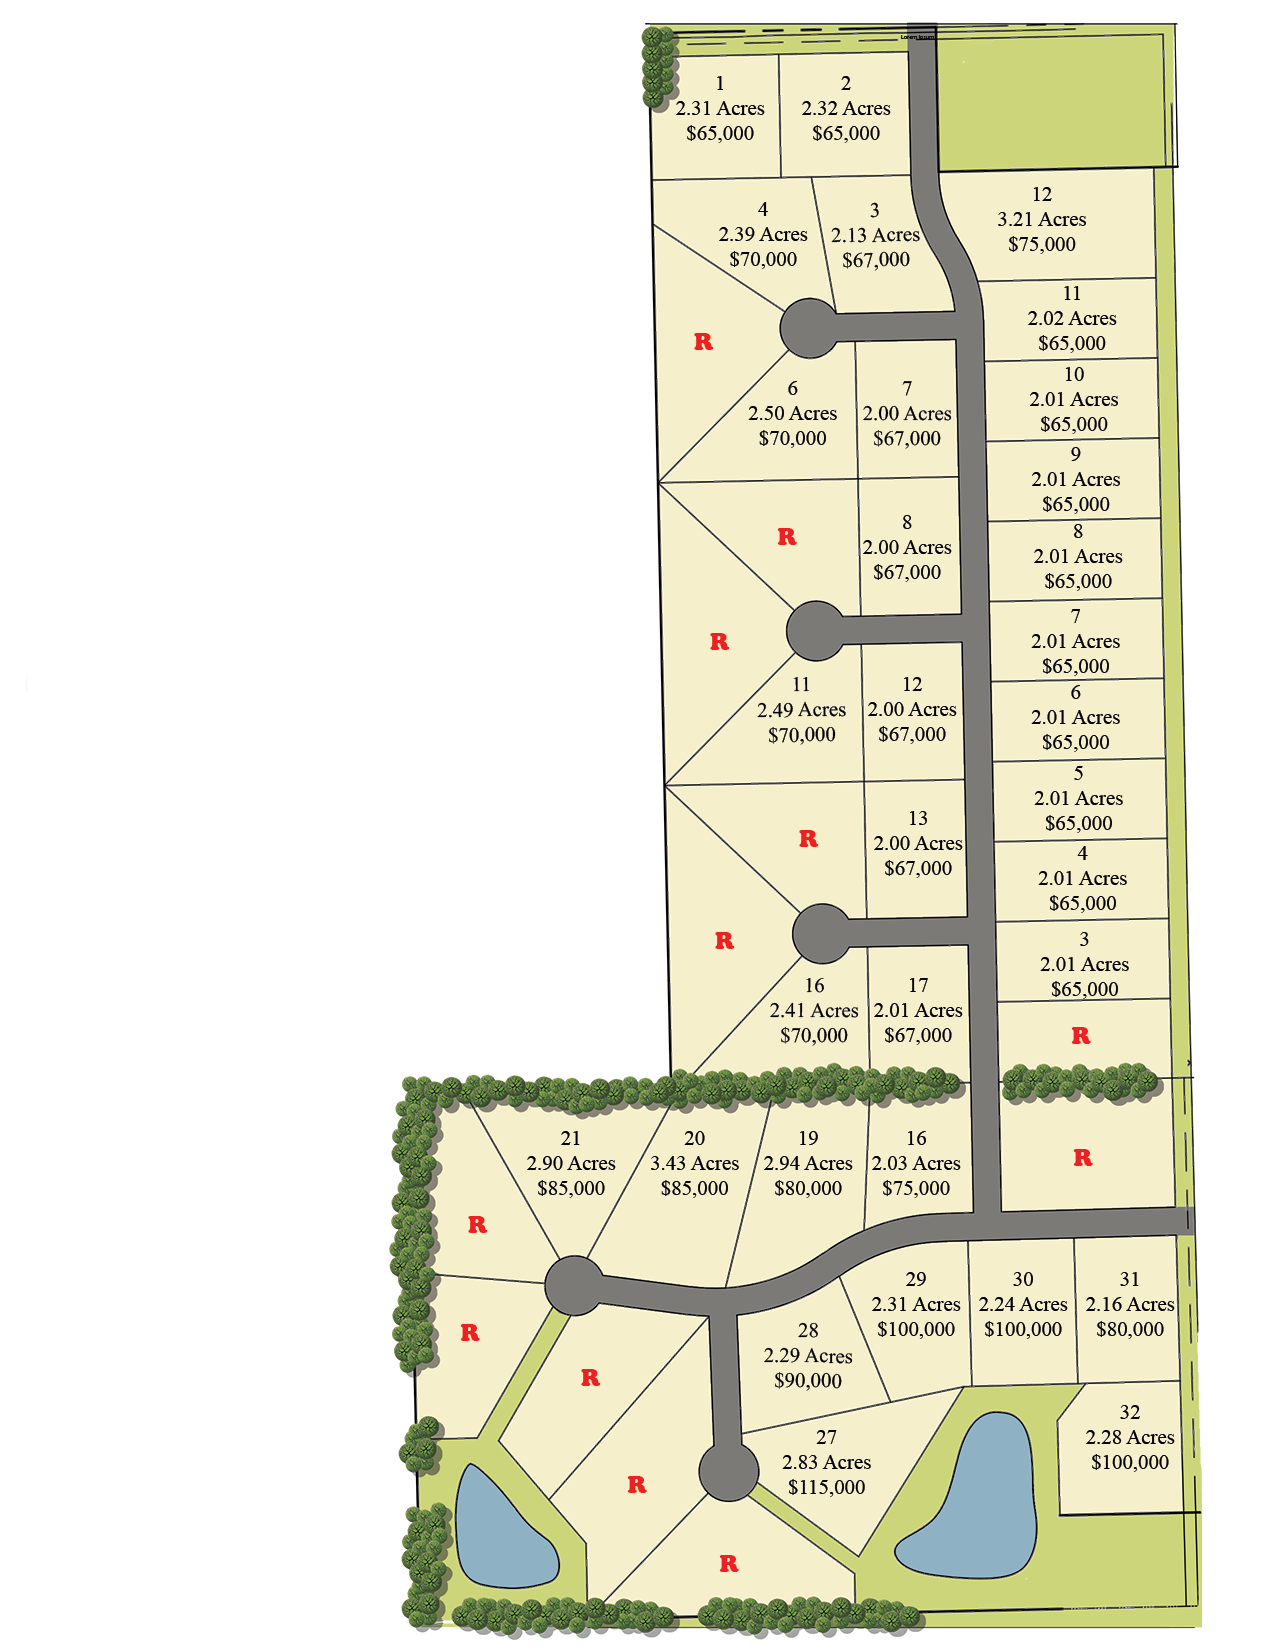 Lorem Ipsum
1
2.31 Acres
$65,000
2
2.32 Acres
$65,000
12
3.21 Acres
$75,000
4
2.39 Acres
$70,000
3
2.13 Acres
$67,000
11
2.02 Acres
$65,000
R
10
2.01 Acres
$65,000
6
2.50 Acres
$70,000
7
2.00 Acres
$67,000
9
2.01 Acres
$65,000
R
8
2.00 Acres
$67,000
8
2.01 Acres
$65,000
R
7
2.01 Acres
$65,000
11
2.49 Acres
$70,000
12
2.00 Acres
$67,000
6
2.01 Acres
$65,000
5
2.01 Acres
$65,000
R
13
2.00 Acres
$67,000
4
2.01 Acres
$65,000
R
3
2.01 Acres
$65,000
16
2.41 Acres
$70,000
17
2.01 Acres
$67,000
R
21
2.90 Acres
$85,000
20
3.43 Acres
$85,000
19
2.94 Acres
$80,000
16
2.03 Acres
$75,000
R
R
29
2.31 Acres
$100,000
30
2.24 Acres
$100,000
31
2.16 Acres
$80,000
R
28
2.29 Acres
$90,000
R
27
2.83 Acres
$115,000
32
2.28 Acres
$100,000
R
R